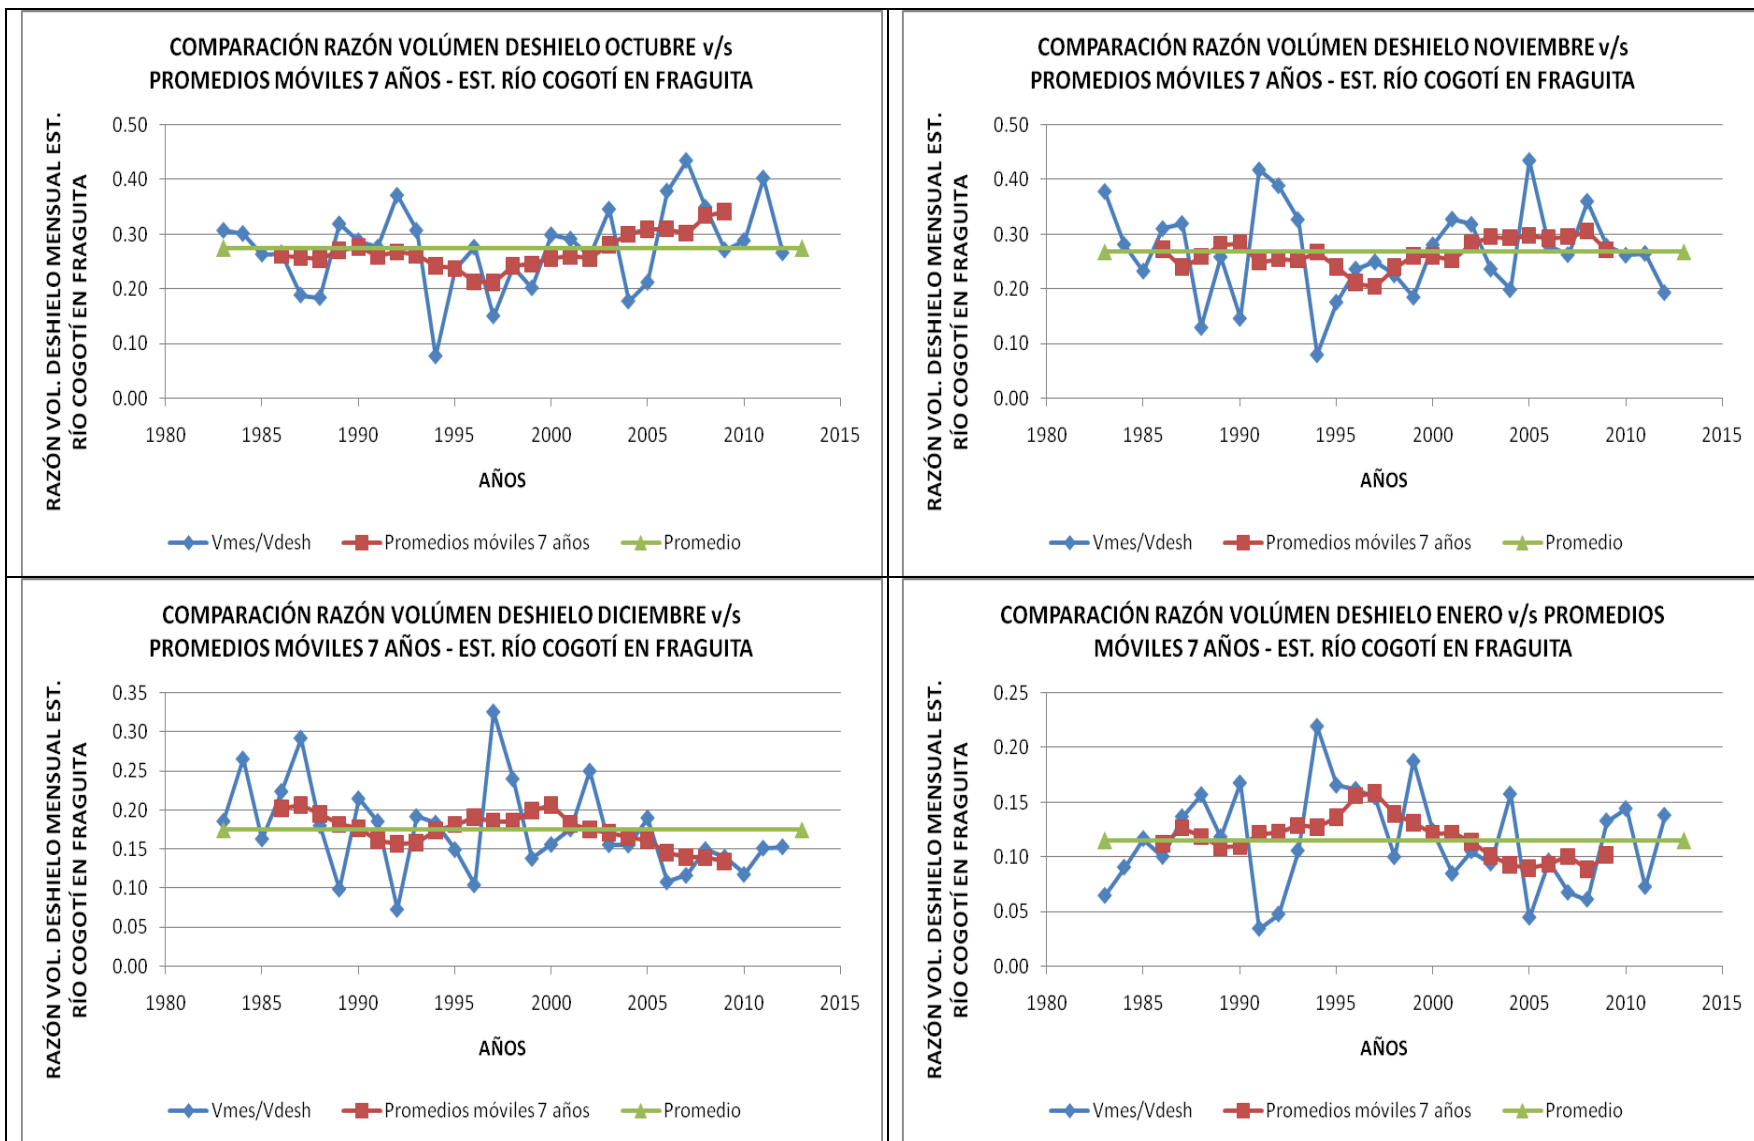 COMPARACIÓN RAZÓN VOLÚMEN DESHIELO OCTUBRE v/s
PROMEDIOS MÓVILES 7 AÑOS - EST. RÍO COGOTÍ EN FRAGUITA
RAZÓN VOL. DESHIELO MENSUAL EST.
RÍO COGOTÍ EN FRAGUITA
0.50
0.40
0.30
0.20
0.10
0.00
1980 1985 1990 1995 2000 2005 2010 2015
AÑOS
Vmes/Vdesh Promedios móviles 7 años Promedio
COMPARACIÓN RAZÓN VOLÚMEN DESHIELO NOVIEMBRE v/s
PROMEDIOS MÓVILES 7 AÑOS - EST. RÍO COGOTÍ EN FRAGUITA
RAZÓN VOL. DESHIELO MENSUAL EST.
RÍO COGOTÍ EN FRAGUITA
0.50
0.40
0.30
0.20
0.10
0.00
1980 1985 1990 1995 2000 2005 2010 2015
AÑOS
Vmes/Vdesh Promedios móviles 7 años Promedio
COMPARACIÓN RAZÓN VOLÚMEN DESHIELO DICIEMBRE v/s
PROMEDIOS MÓVILES 7 AÑOS - EST. RÍO COGOTÍ EN FRAGUITA
RAZÓN VOL. DESHIELO MENSUAL EST.
RÍO COGOTÍ EN FRAGUITA
0.35
0.30
0.25
0.20
0.15
0.10
0.05
0.00
1980 1985 1990 1995 2000 2005 2010 2015
AÑOS
Vmes/Vdesh Promedios móviles 7 años Promedio
COMPARACIÓN RAZÓN VOLÚMEN DESHIELO ENERO v/s PROMEDIOS
MÓVILES 7 AÑOS - EST. RÍO COGOTÍ EN FRAGUITA
RAZÓN VOL. DESHIELO MENSUAL EST.
RÍO COGOTÍ EN FRAGUITA
0.25
0.20
0.15
0.10
0.05
0.00
1980 1985 1990 1995 2000 2005 2010 2015
AÑOS
Vmes/Vdesh Promedios móviles 7 años Promedio